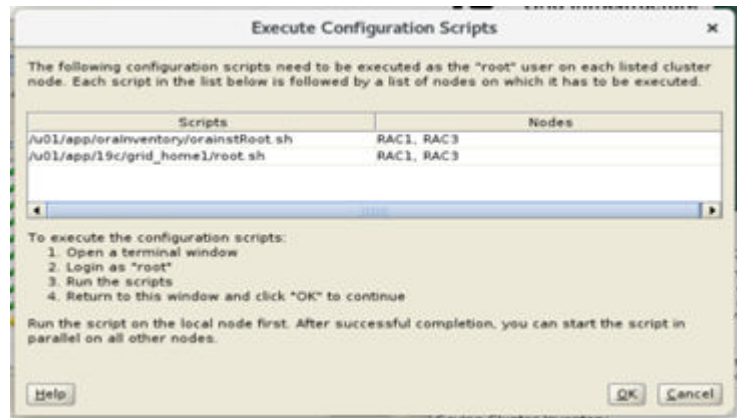 Execute Configuration Scripts
The following configuration scripts need to be executed as the "root" user on each listed cluster
node. Each script in the list below is followed by a list of nodes on which it has to be executed.
Scripts Nodes
/u01/app/oraInventory/orainstRoot.sh RAC1, RAC3
/u01/app/19c/grid_home1/root.sh RAC1, RAC3
To execute the configuration scripts:
1. Open a terminal window
2. Login as "root"
3. Run the scripts
4. Return to this window and click "OK" to continue
Run the script on the local node first. After successful completion, you can start the script in
parallel on all other nodes.
Help OK Cancel